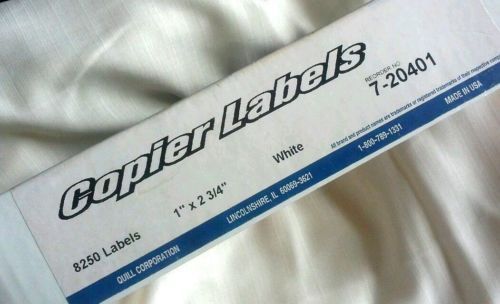 Copier Labels
REORDER NO.
7-20401
8250 Labels 1" x 2 3/4" White
All brand and product names are trademarks or registered trademarks of their respective
QUILL CORPORATION LINCOLNSHIRE, IL 60069-3621 1-800-789-1331 MADE IN USA